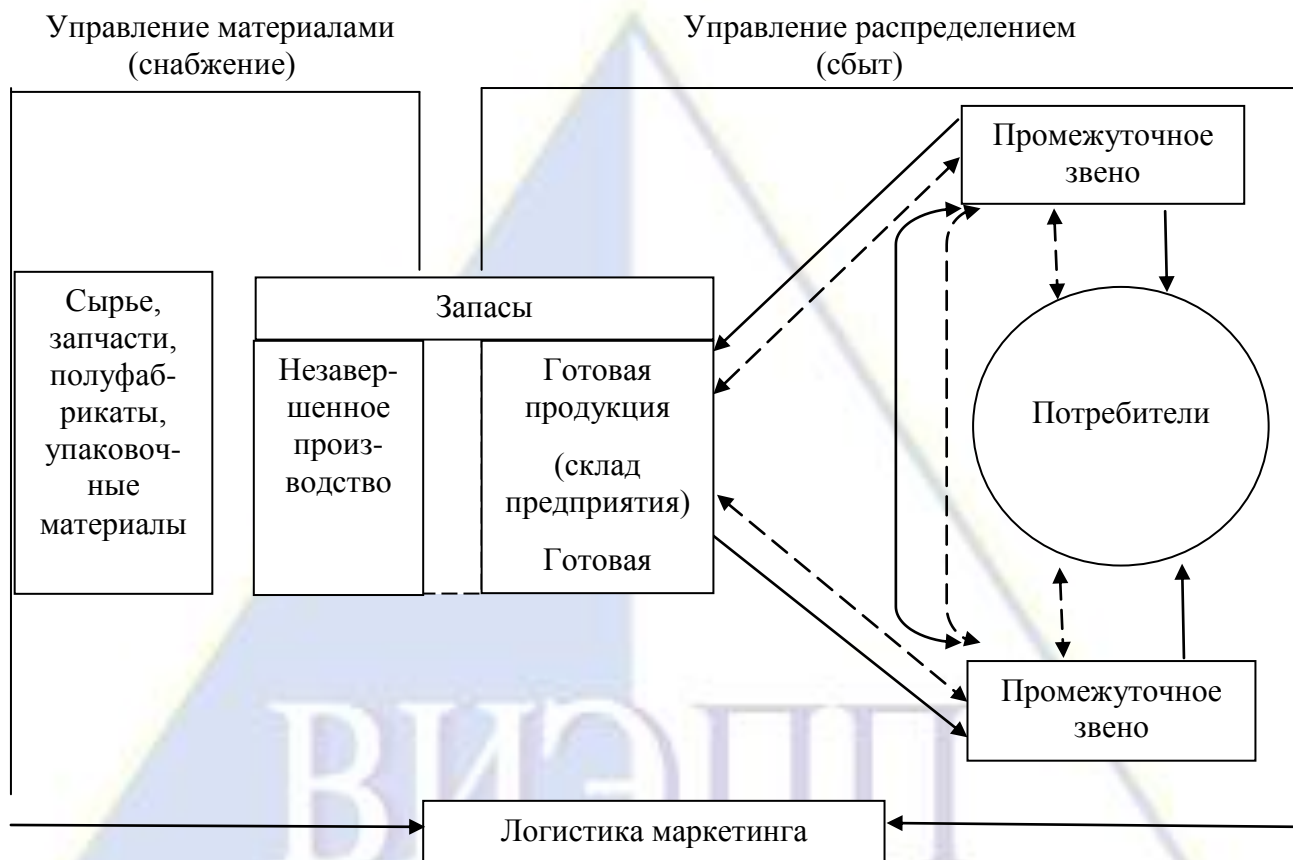 Управление материалами
(снабжение)
Управление распределением
(сбыт)
Промежуточное
звено
Сырье,
запчасти,
полуфаб-
рикаты,
упаковоч-
ные
материалы
Запасы
Незавер-
шенное
произ-
водство
Готовая
продукция
(склад
предприятия)
Готовая
Потребители
Промежуточное
звено
ВИЭПП
Логистика маркетинга